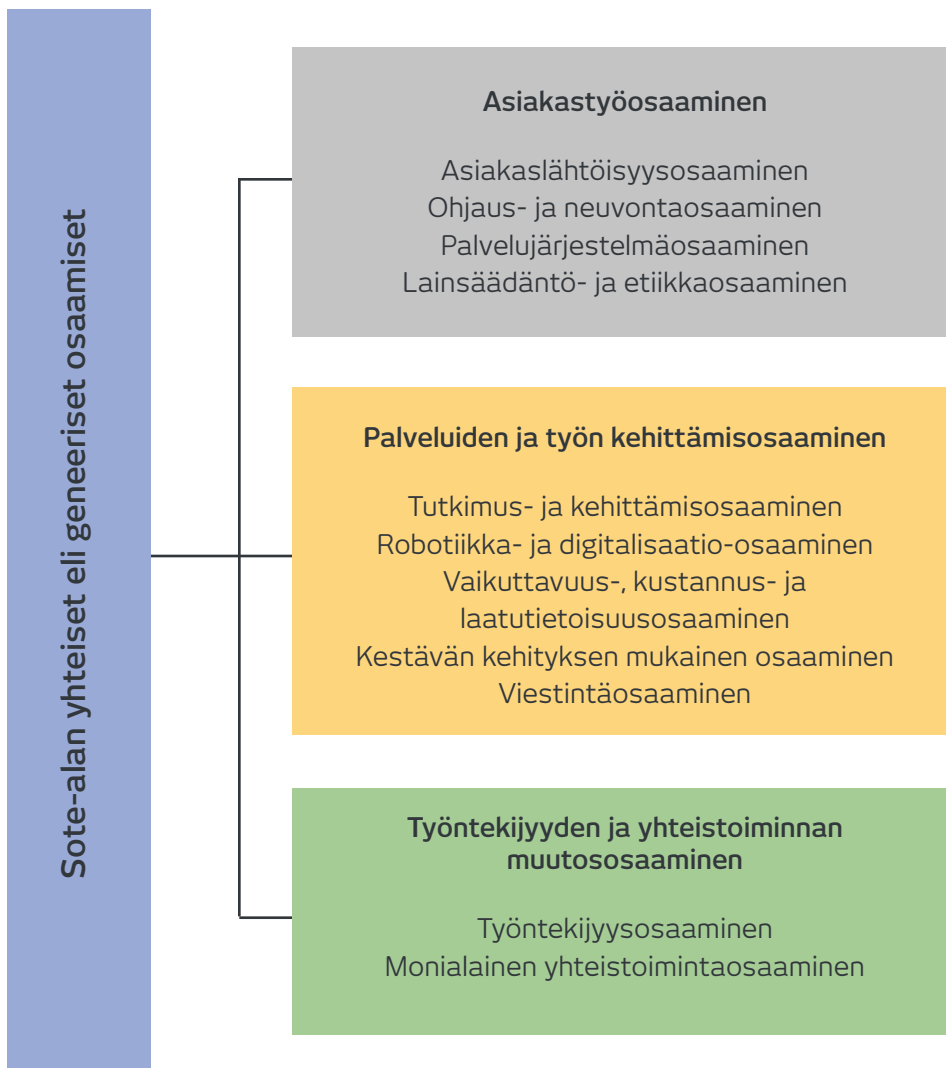 Sote-alan yhteiset eli geneeriset osaamiset
Asiakastyöosaaminen
Asiakaslähtöisyysosaaminen
Ohjaus- ja neuvontaosaaminen
Palvelujärjestelmäosaaminen
Lainsäädäntö- ja etiikkaosaaminen
Palveluiden ja työn kehittämisosaaminen
Tutkimus- ja kehittämisosaaminen
Robotiikka- ja digitalisaatio-osaaminen
Vaikuttavuus-, kustannus- ja
laatutietoisuusosaaminen
Kestävän kehityksen mukainen osaaminen
Viestintäosaaminen
Työntekijyyden ja yhteistoiminnan
muutososaaminen
Työntekijyysosaaminen
Monialainen yhteistoimintaosaaminen